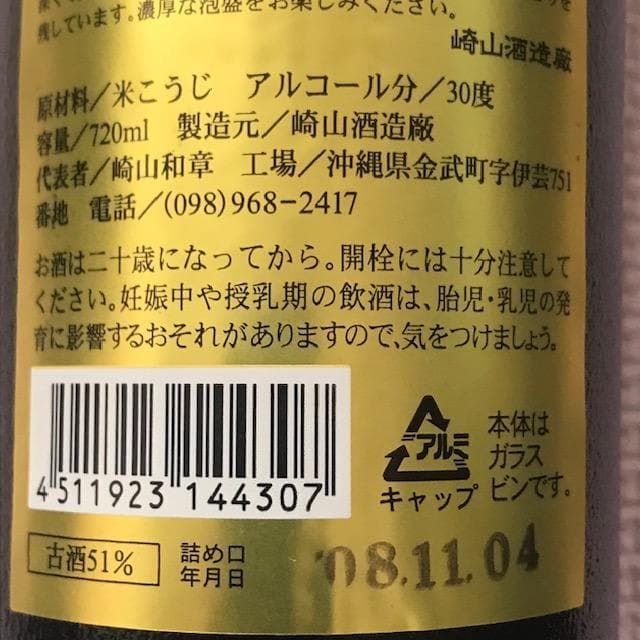 残しています。濃厚な泡盛をお楽しみください。
崎山酒造廠
原材料／米こうじ　アルコール分／30度
容量／720ml　製造元／崎山酒造廠
代表者／崎山和章　工場／沖縄県金武町字伊芸751
番地　電話／(098)968−2417
お酒は二十歳になってから。開栓には十分注意して
ください。妊娠中や授乳期の飲酒は、胎児・乳児の発
育に影響するおそれがありますので、気をつけましょう。
アルミ
キャップ
本体は
ガラス
ビンです。
4 511923 144307
古酒51%
詰め口
年月日
'08.11.04